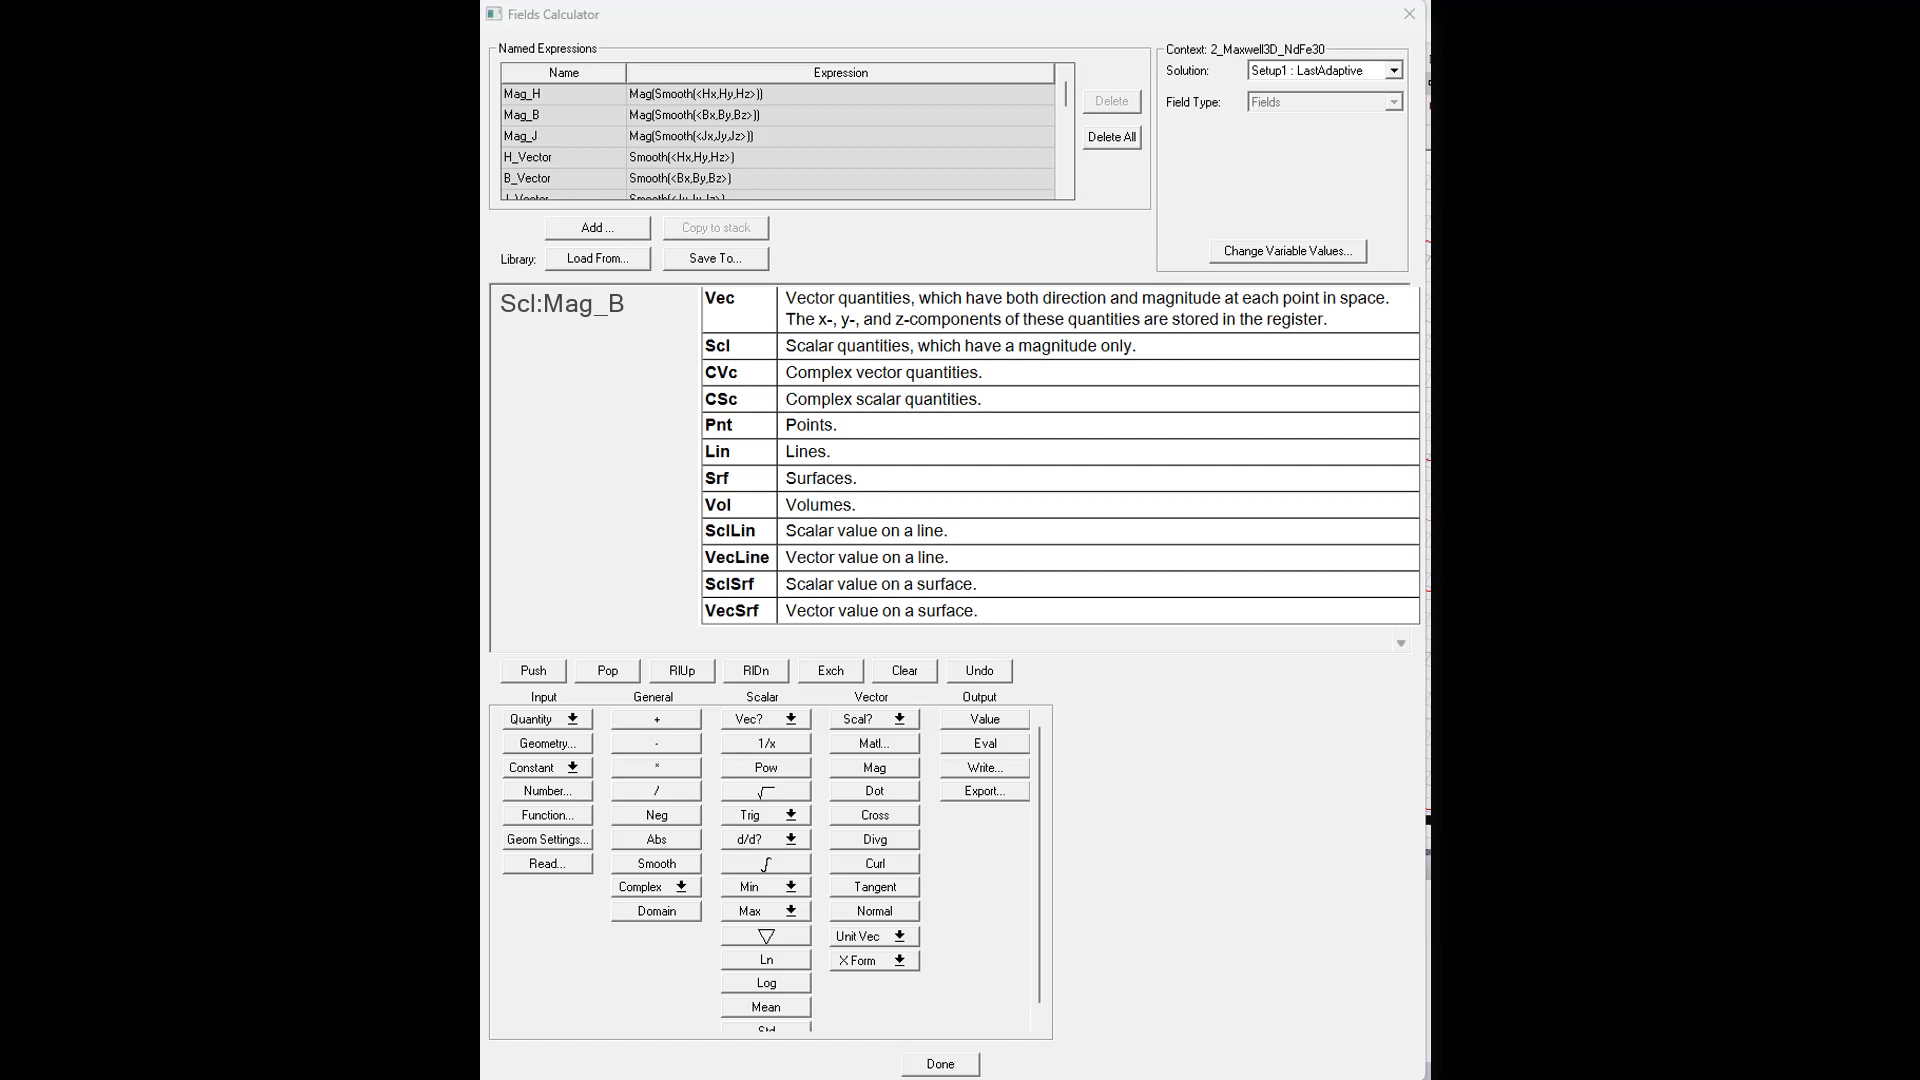 Fields Calculator
Named Expressions
Name Expression
Mag_H Mag(Smooth(<Hx,Hy,Hz>))
Mag_B Mag(Smooth(<Bx,By,Bz>))
Mag_J Mag(Smooth(<Jx,Jy,Jz>))
H_Vector Smooth(<Hx,Hy,Hz>)
B_Vector Smooth(<Bx,By,Bz>)
J_Vector Smooth(<Jx,Jy,Jz>)
Delete
Delete All
Context: 2_Maxwell3D_NdFe30
Solution: Setup1 : LastAdaptive
Field Type: Fields
Change Variable Values...
Add ... Copy to stack
Library: Load From... Save To...
Scl:Mag_B
Vec Vector quantities, which have both direction and magnitude at each point in space.
The x-, y-, and z-components of these quantities are stored in the register.
Scl Scalar quantities, which have a magnitude only.
CVc Complex vector quantities.
CSc Complex scalar quantities.
Pnt Points.
Lin Lines.
Srf Surfaces.
Vol Volumes.
SclLin Scalar value on a line.
VecLine Vector value on a line.
SclSrf Scalar value on a surface.
VecSrf Vector value on a surface.
Push Pop RlUp RlDn Exch Clear Undo
Input General Scalar Vector Output
Quantity + Vec? Scal? Value
Geometry... - 1/x Matl... Eval
Constant * Pow Mag Write...
Number... / √ Dot Export...
Function... Neg Trig Cross
Geom Settings... Abs d/d? Divg
Read... Smooth ∫ Curl
Complex Min Tangent
Domain Max Normal
▽ Unit Vec
Ln X Form
Log
Mean
Std
Done